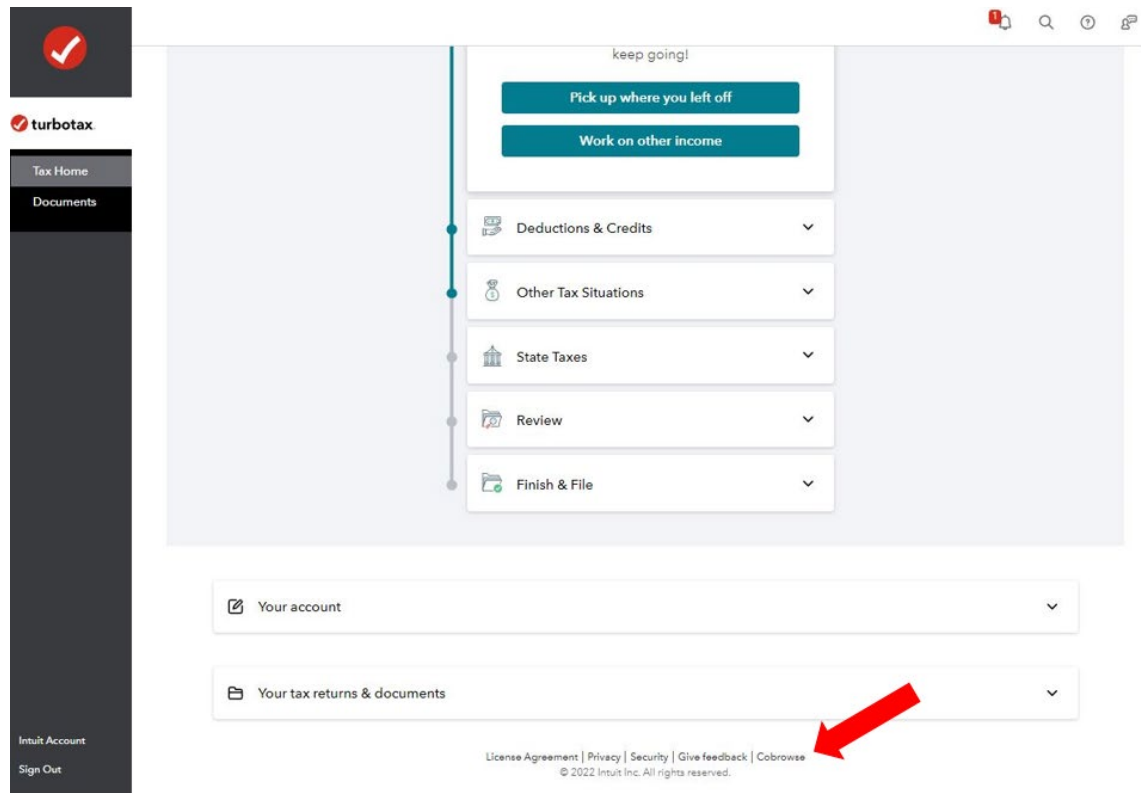 1
keep going!
Pick up where you left off
Work on other income
turbotax
Tax Home
Documents
Deductions & Credits
Other Tax Situations
State Taxes
Review
Finish & File
Your account
Your tax returns & documents
Intuit Account
Sign Out
License Agreement | Privacy | Security | Give feedback | Cobrowse
© 2022 Intuit Inc. All rights reserved.